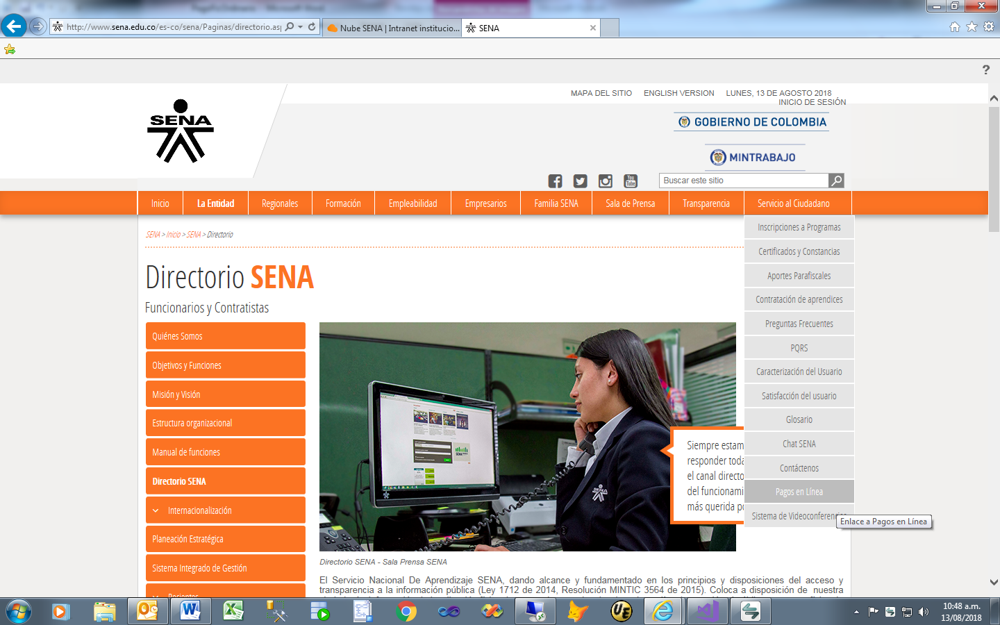 http://www.sena.edu.co/es-co/sena/Paginas/directorio.asp
Nube SENA | Intranet institucio...
SENA
?
MAPA DEL SITIO ENGLISH VERSION LUNES, 13 DE AGOSTO 2018
INICIO DE SESIÓN
SENA
GOBIERNO DE COLOMBIA
MINTRABAJO
You Tube
Buscar este sitio
Inicio La Entidad Regionales Formación Empleabilidad Empresarios Familia SENA Sala de Prensa Transparencia Servicio al Ciudadano
SENA > Inicio > SENA > Directorio
Directorio SENA
Funcionarios y Contratistas
Quiénes Somos
Objetivos y Funciones
Misión y Visión
Estructura organizacional
Manual de funciones
Directorio SENA
Internacionalización
Planeación Estratégica
Sistema Integrado de Gestión
Inscripciones a Programas
Certificados y Constancias
Aportes Parafiscales
Contratación de aprendices
Preguntas Frecuentes
PQRS
Caracterización del Usuario
Satisfacción del usuario
Glosario
Chat SENA
Contáctenos
Pagos en Línea
Sistema de Videoconferencias
Enlace a Pagos en Línea
Siempre estam
responder toda
el canal directo
del funcionami
más querida po
Directorio SENA - Sala Prensa SENA
El Servicio Nacional De Aprendizaje SENA, dando alcance y fundamentado en los principios y disposiciones del acceso y
transparencia a la información pública (Ley 1712 de 2014, Resolución MINTIC 3564 de 2015). Coloca a disposición de nuestra
10:48 a.m.
13/08/2018